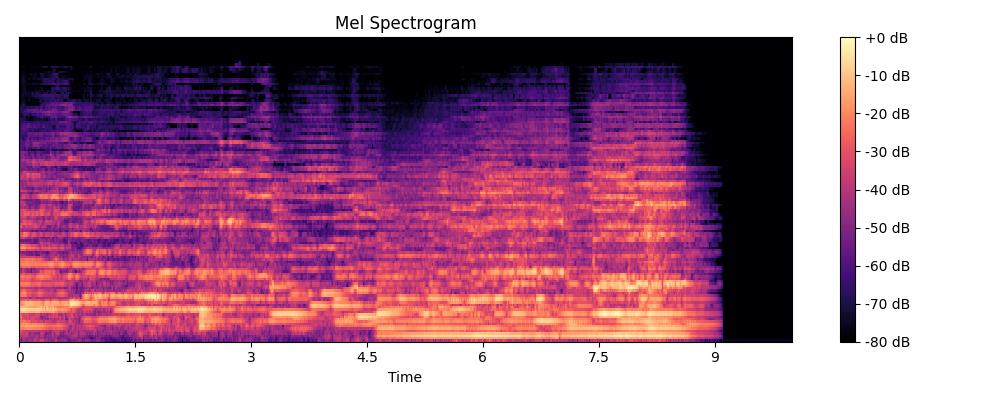 Mel Spectrogram
+0 dB
-10 dB
-20 dB
-30 dB
-40 dB
-50 dB
-60 dB
-70 dB
-80 dB
0 1.5 3 4.5 6 7.5 9
Time